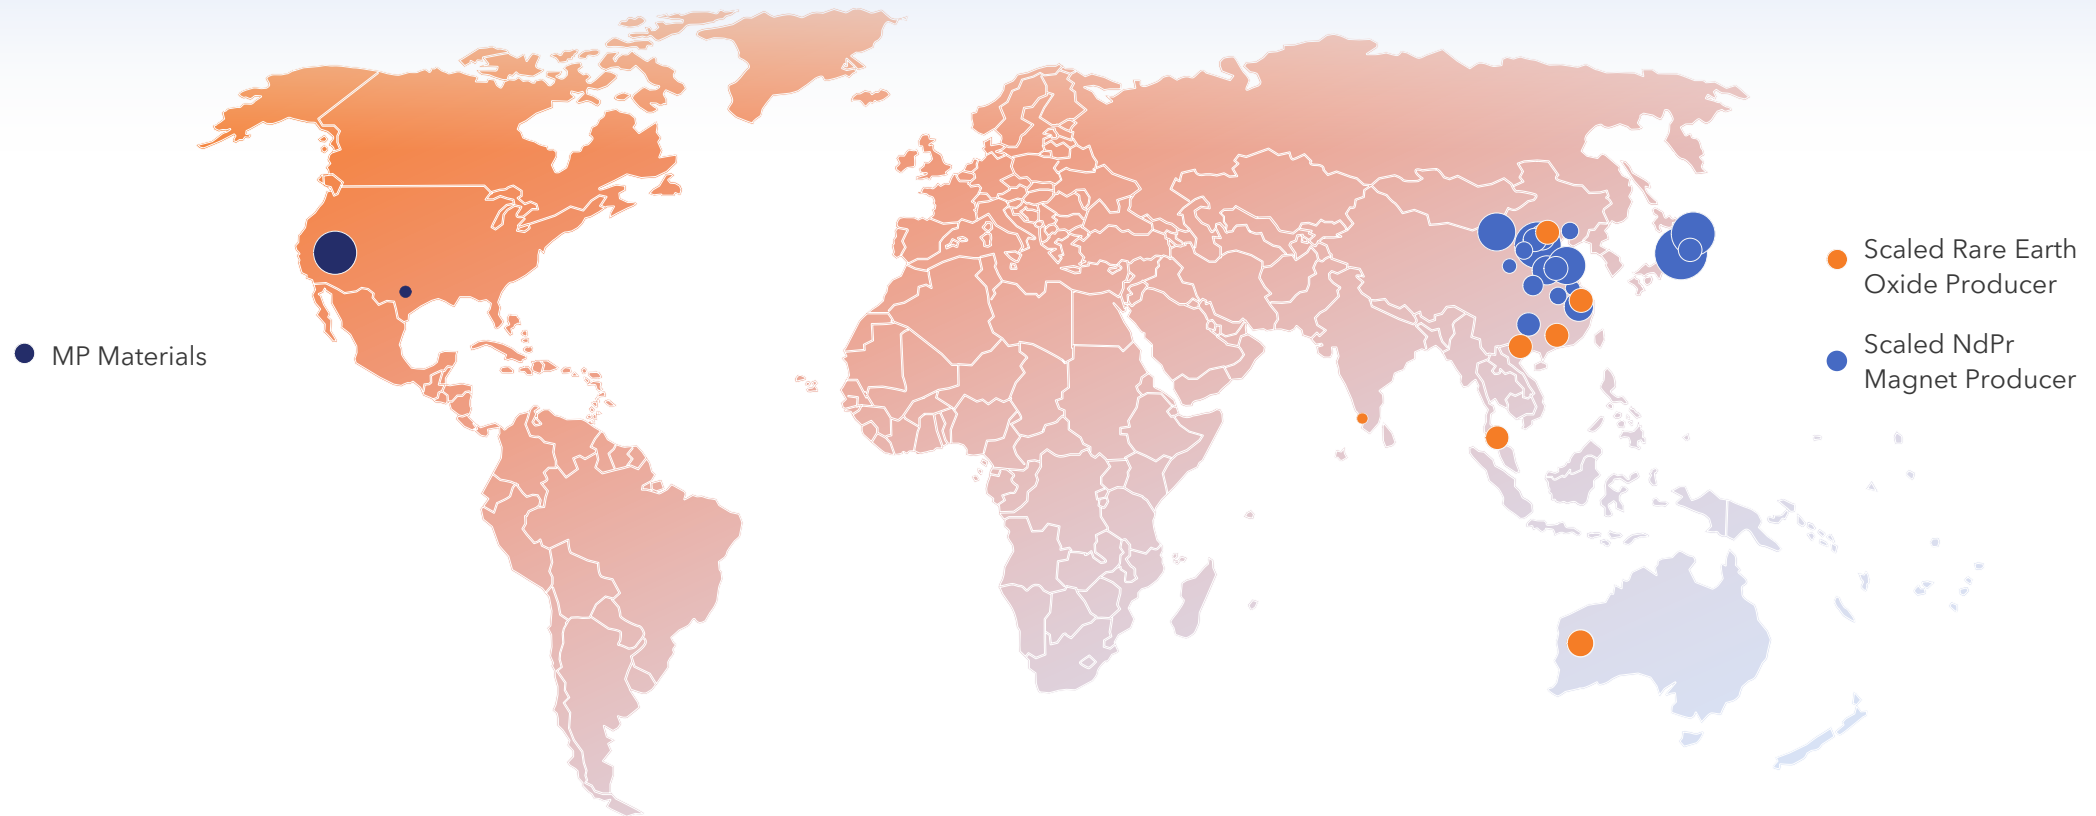 MP Materials
Scaled Rare Earth
Oxide Producer
Scaled NdPr
Magnet Producer